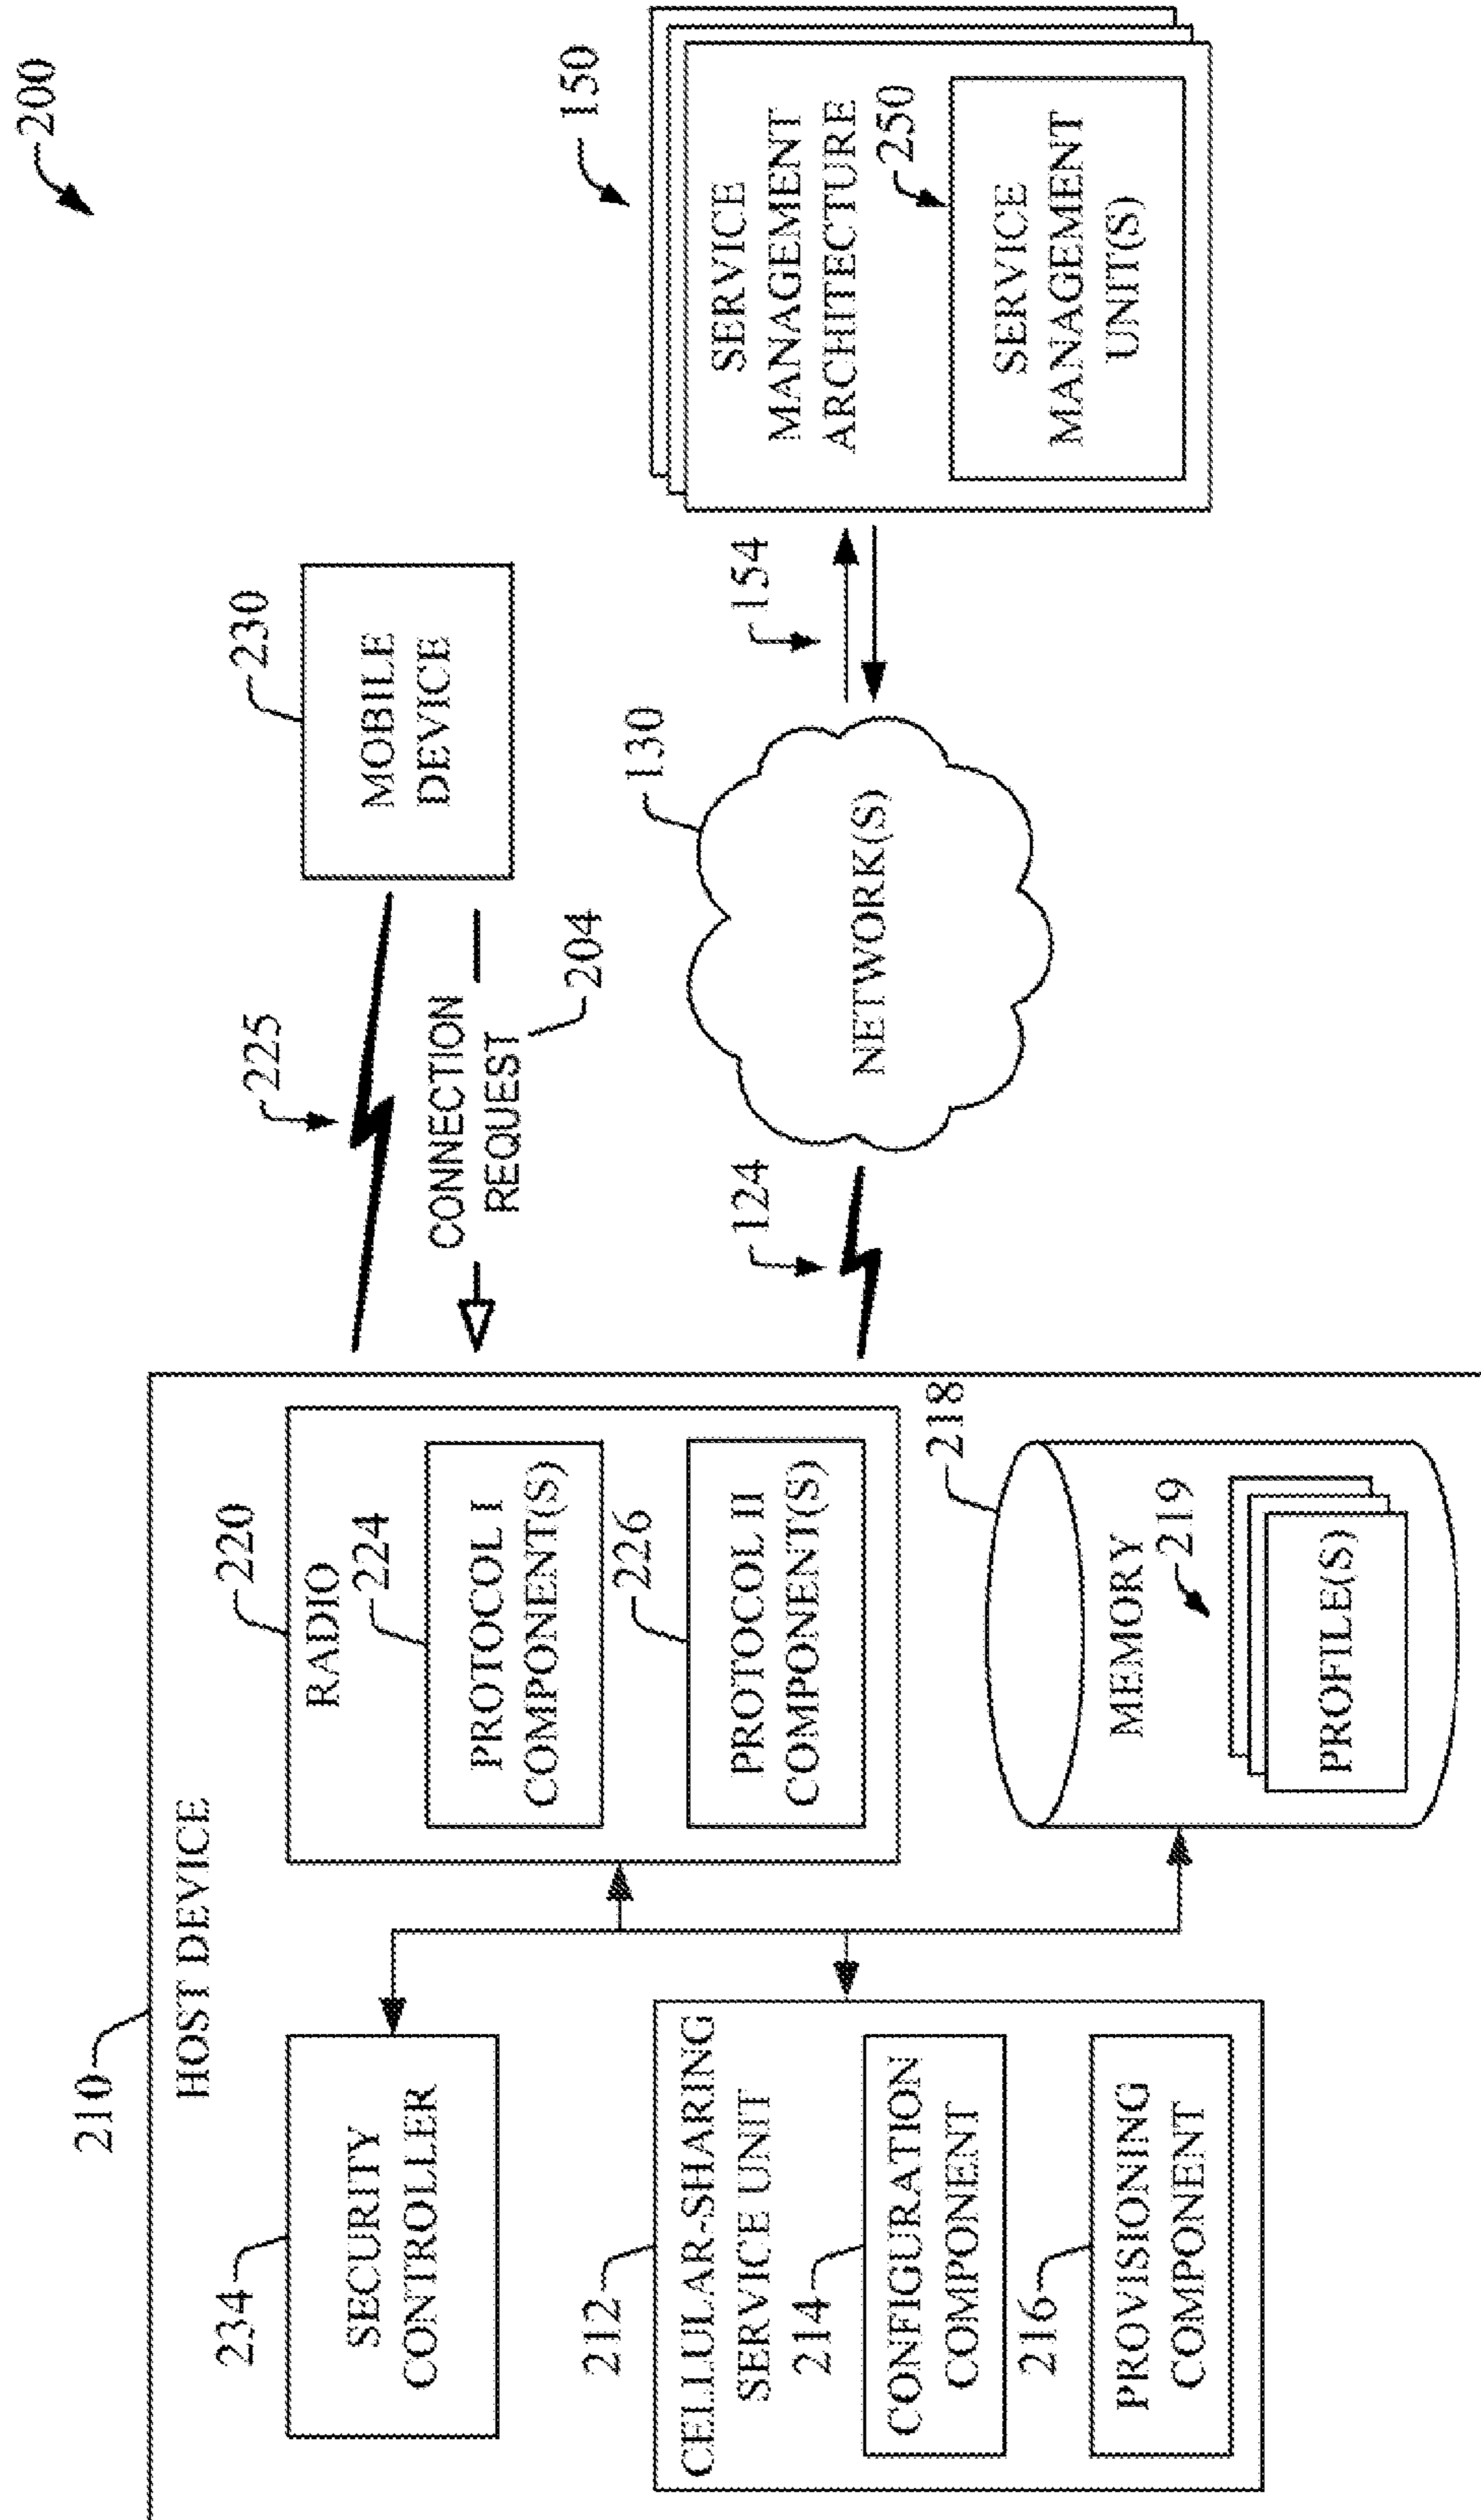 200
210
HOST DEVICE
234
SECURITY
CONTROLLER
220
RADIO
224
PROTOCOL I
COMPONENT(S)
226
PROTOCOL II
COMPONENT(S)
212
CELLULAR-SHARING
SERVICE UNIT
214
CONFIGURATION
COMPONENT
216
PROVISIONING
COMPONENT
218
MEMORY
219
PROFILE(S)
225
CONNECTION
REQUEST
204
230
MOBILE
DEVICE
124
130
NETWORK(S)
154
150
SERVICE
MANAGEMENT
ARCHITECTURE
250
SERVICE
MANAGEMENT
UNIT(S)